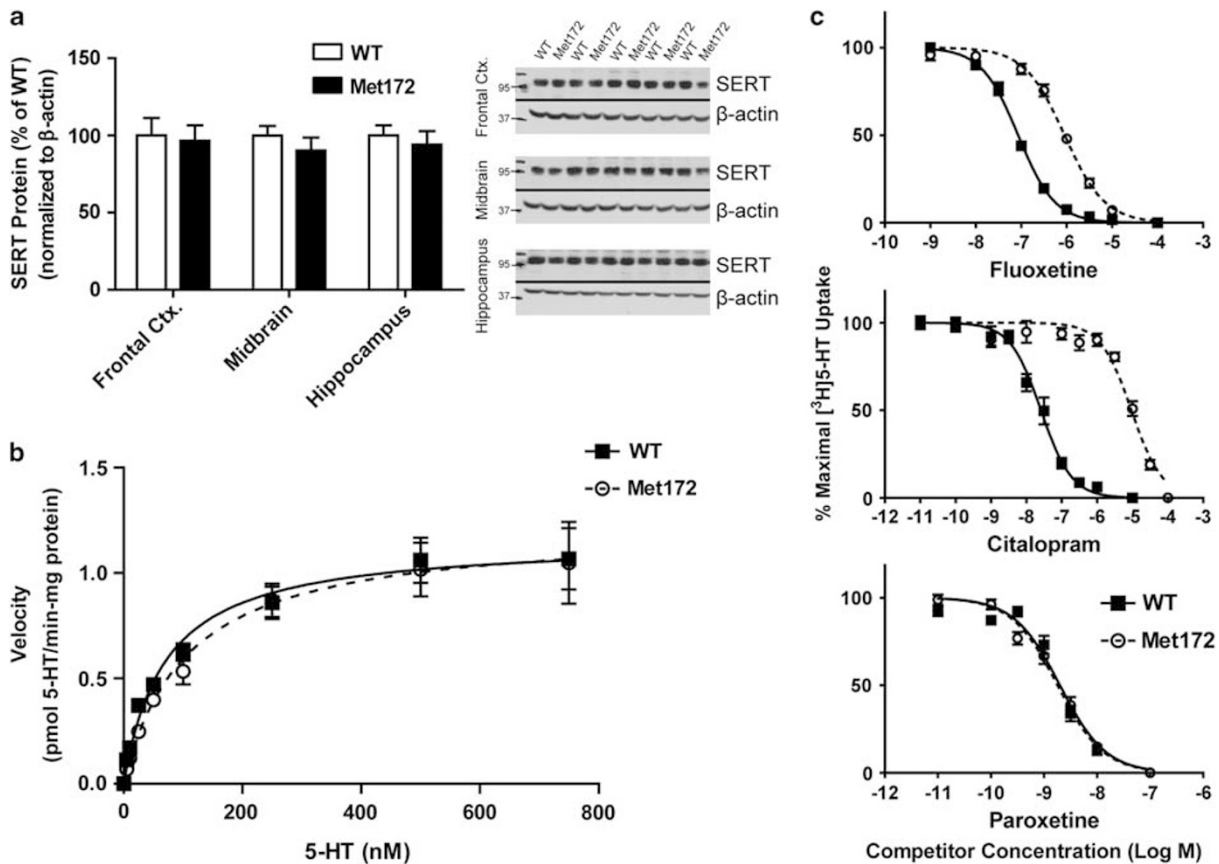 a
SERT Protein (% of WT)
(normalized to β-actin)
150
100
50
0
WT
Met172
Frontal Ctx.
Midbrain
Hippocampus
WT Met172 WT Met172 WT Met172 WT Met172 WT Met172
Frontal Ctx.
95
37
SERT
β-actin
Midbrain
95
37
SERT
β-actin
Hippocampus
95
37
SERT
β-actin
b
Velocity
(pmol 5-HT/min-mg protein)
1.5
1.0
0.5
0.0
0 200 400 600 800
5-HT (nM)
WT
Met172
c
% Maximal [³H]5-HT Uptake
100
50
0
-10 -9 -8 -7 -6 -5 -4 -3
Fluoxetine
100
50
0
-12 -11 -10 -9 -8 -7 -6 -5 -4 -3
Citalopram
100
50
0
WT
Met172
-12 -11 -10 -9 -8 -7 -6
Paroxetine
Competitor Concentration (Log M)